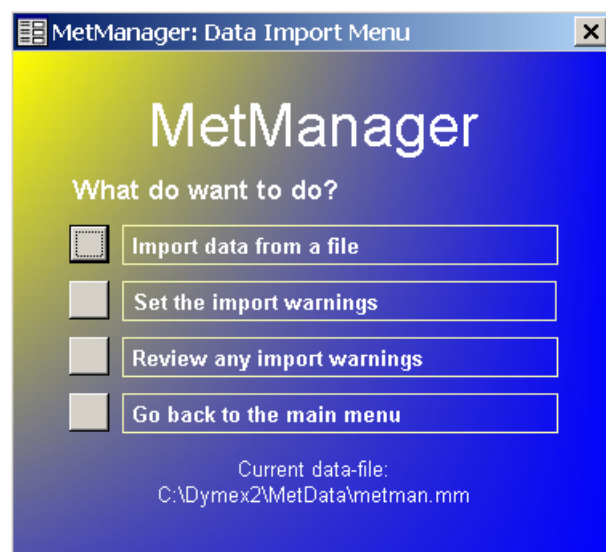 MetManager: Data Import Menu
MetManager
What do want to do?
Import data from a file
Set the import warnings
Review any import warnings
Go back to the main menu
Current data-file:
C:\Dymex2\MetData\metman.mm